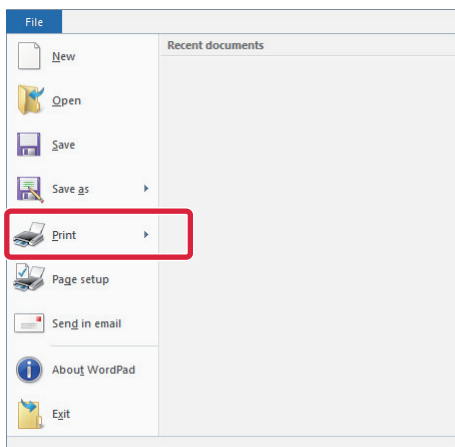 File
Recent documents
New
Open
Save
Save as
Print
Page setup
Send in email
About WordPad
Exit